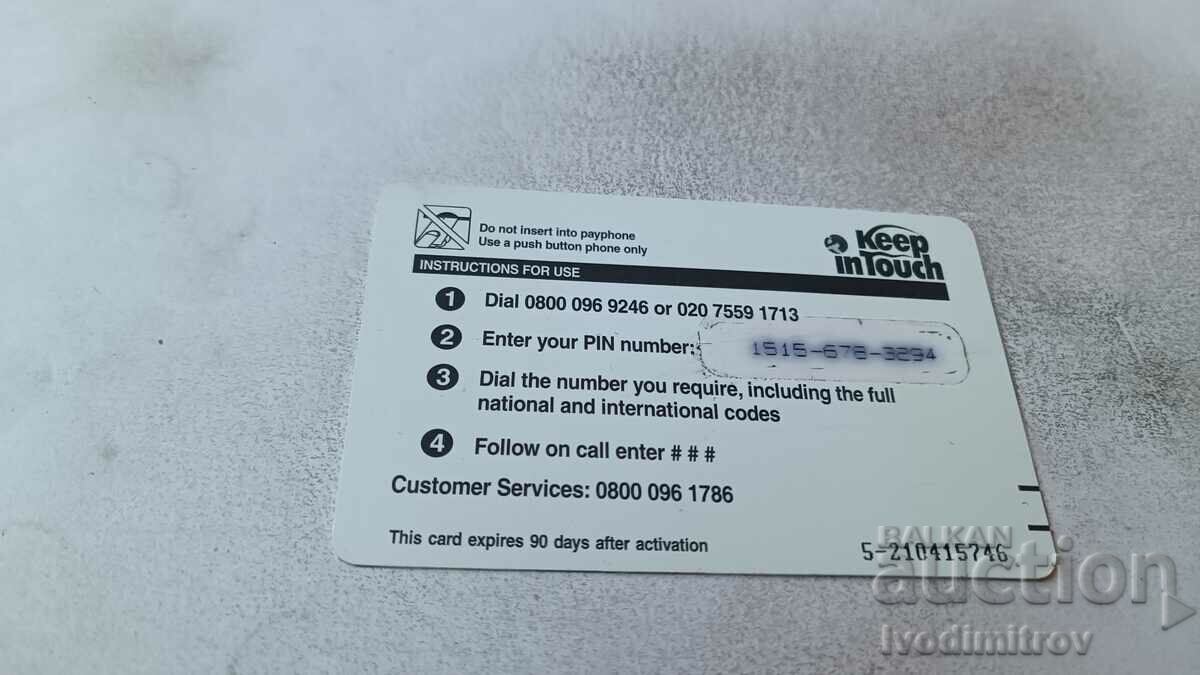 Do not insert into payphone
Use a push button phone only
Keep
inTouch
INSTRUCTIONS FOR USE
1 Dial 0800 096 9246 or 020 7559 1713
2 Enter your PIN number: 1515-678-3294
3 Dial the number you require, including the full
national and international codes
4 Follow on call enter # # #
Customer Services: 0800 096 1786
This card expires 90 days after activation
5-210415746
BALKAN
auction
Ivodimitrov